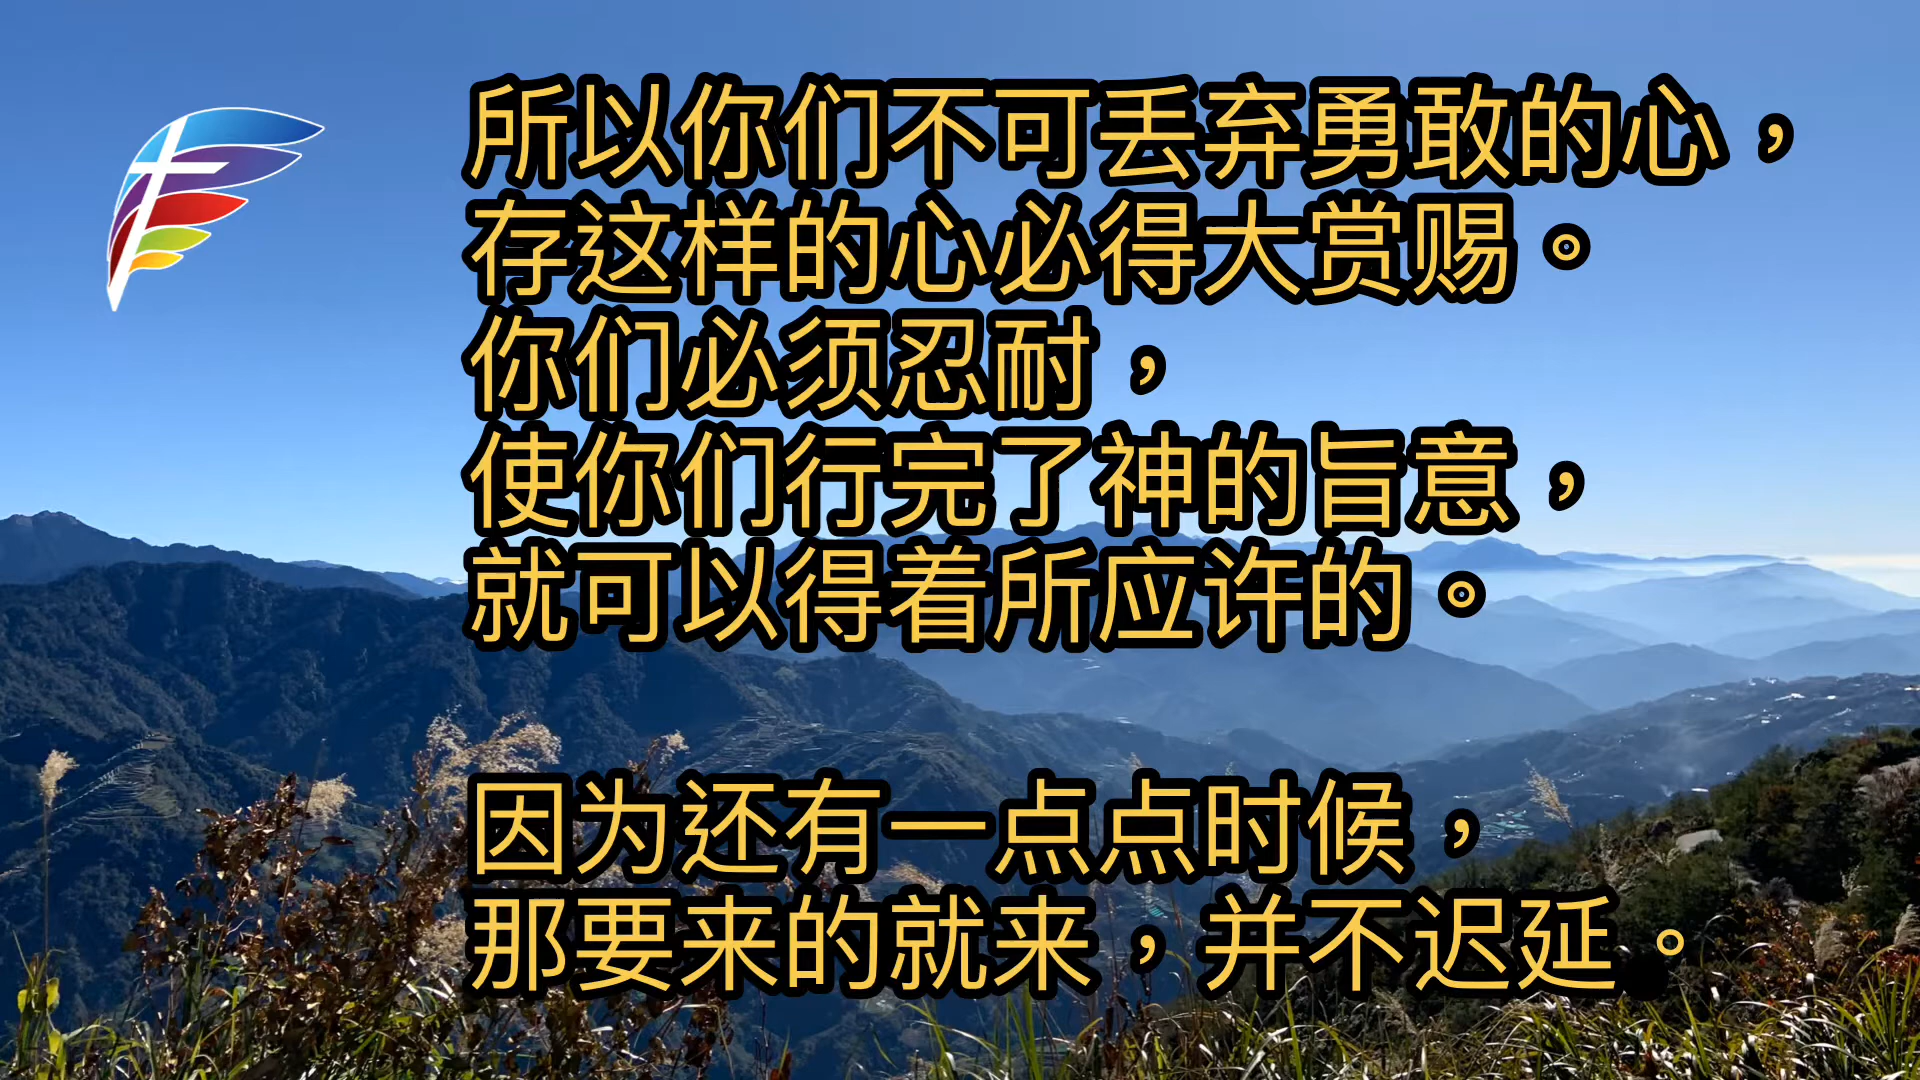 所以你们不可丢弃勇敢的心，
存这样的心必得大赏赐。
你们必须忍耐，
使你们行完了神的旨意，
就可以得着所应许的。
因为还有一点点时候，
那要来的就来，并不迟延。